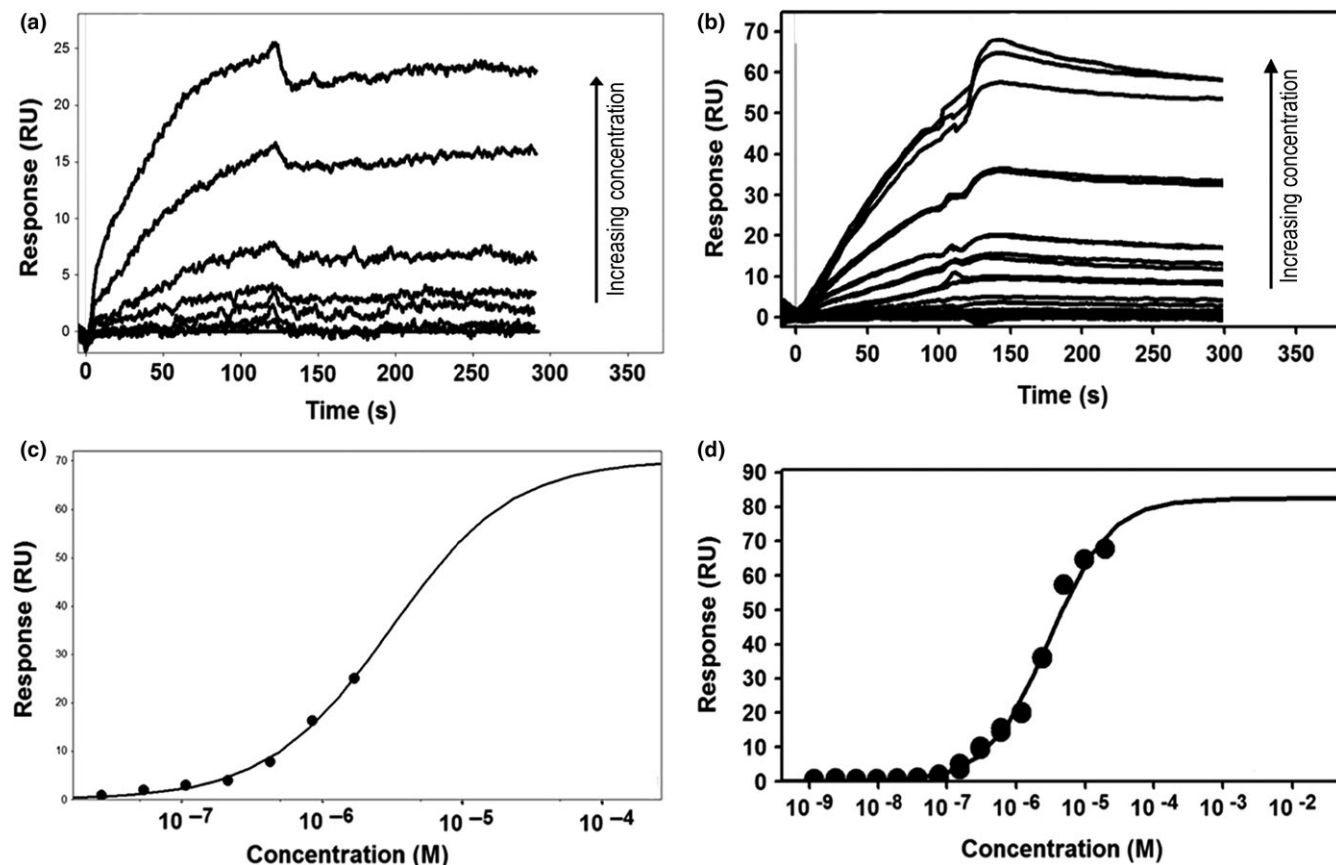 (a)
Response (RU)
25
20
15
10
5
0
0 50 100 150 200 250 300 350
Time (s)
Increasing concentration
(b)
Response (RU)
70
60
50
40
30
20
10
0
0 50 100 150 200 250 300 350
Time (s)
Increasing concentration
(c)
Response (RU)
70
60
50
40
30
20
10
0
10⁻⁷ 10⁻⁶ 10⁻⁵ 10⁻⁴
Concentration (M)
(d)
Response (RU)
90
80
70
60
50
40
30
20
10
0
10⁻⁹ 10⁻⁸ 10⁻⁷ 10⁻⁶ 10⁻⁵ 10⁻⁴ 10⁻³ 10⁻²
Concentration (M)